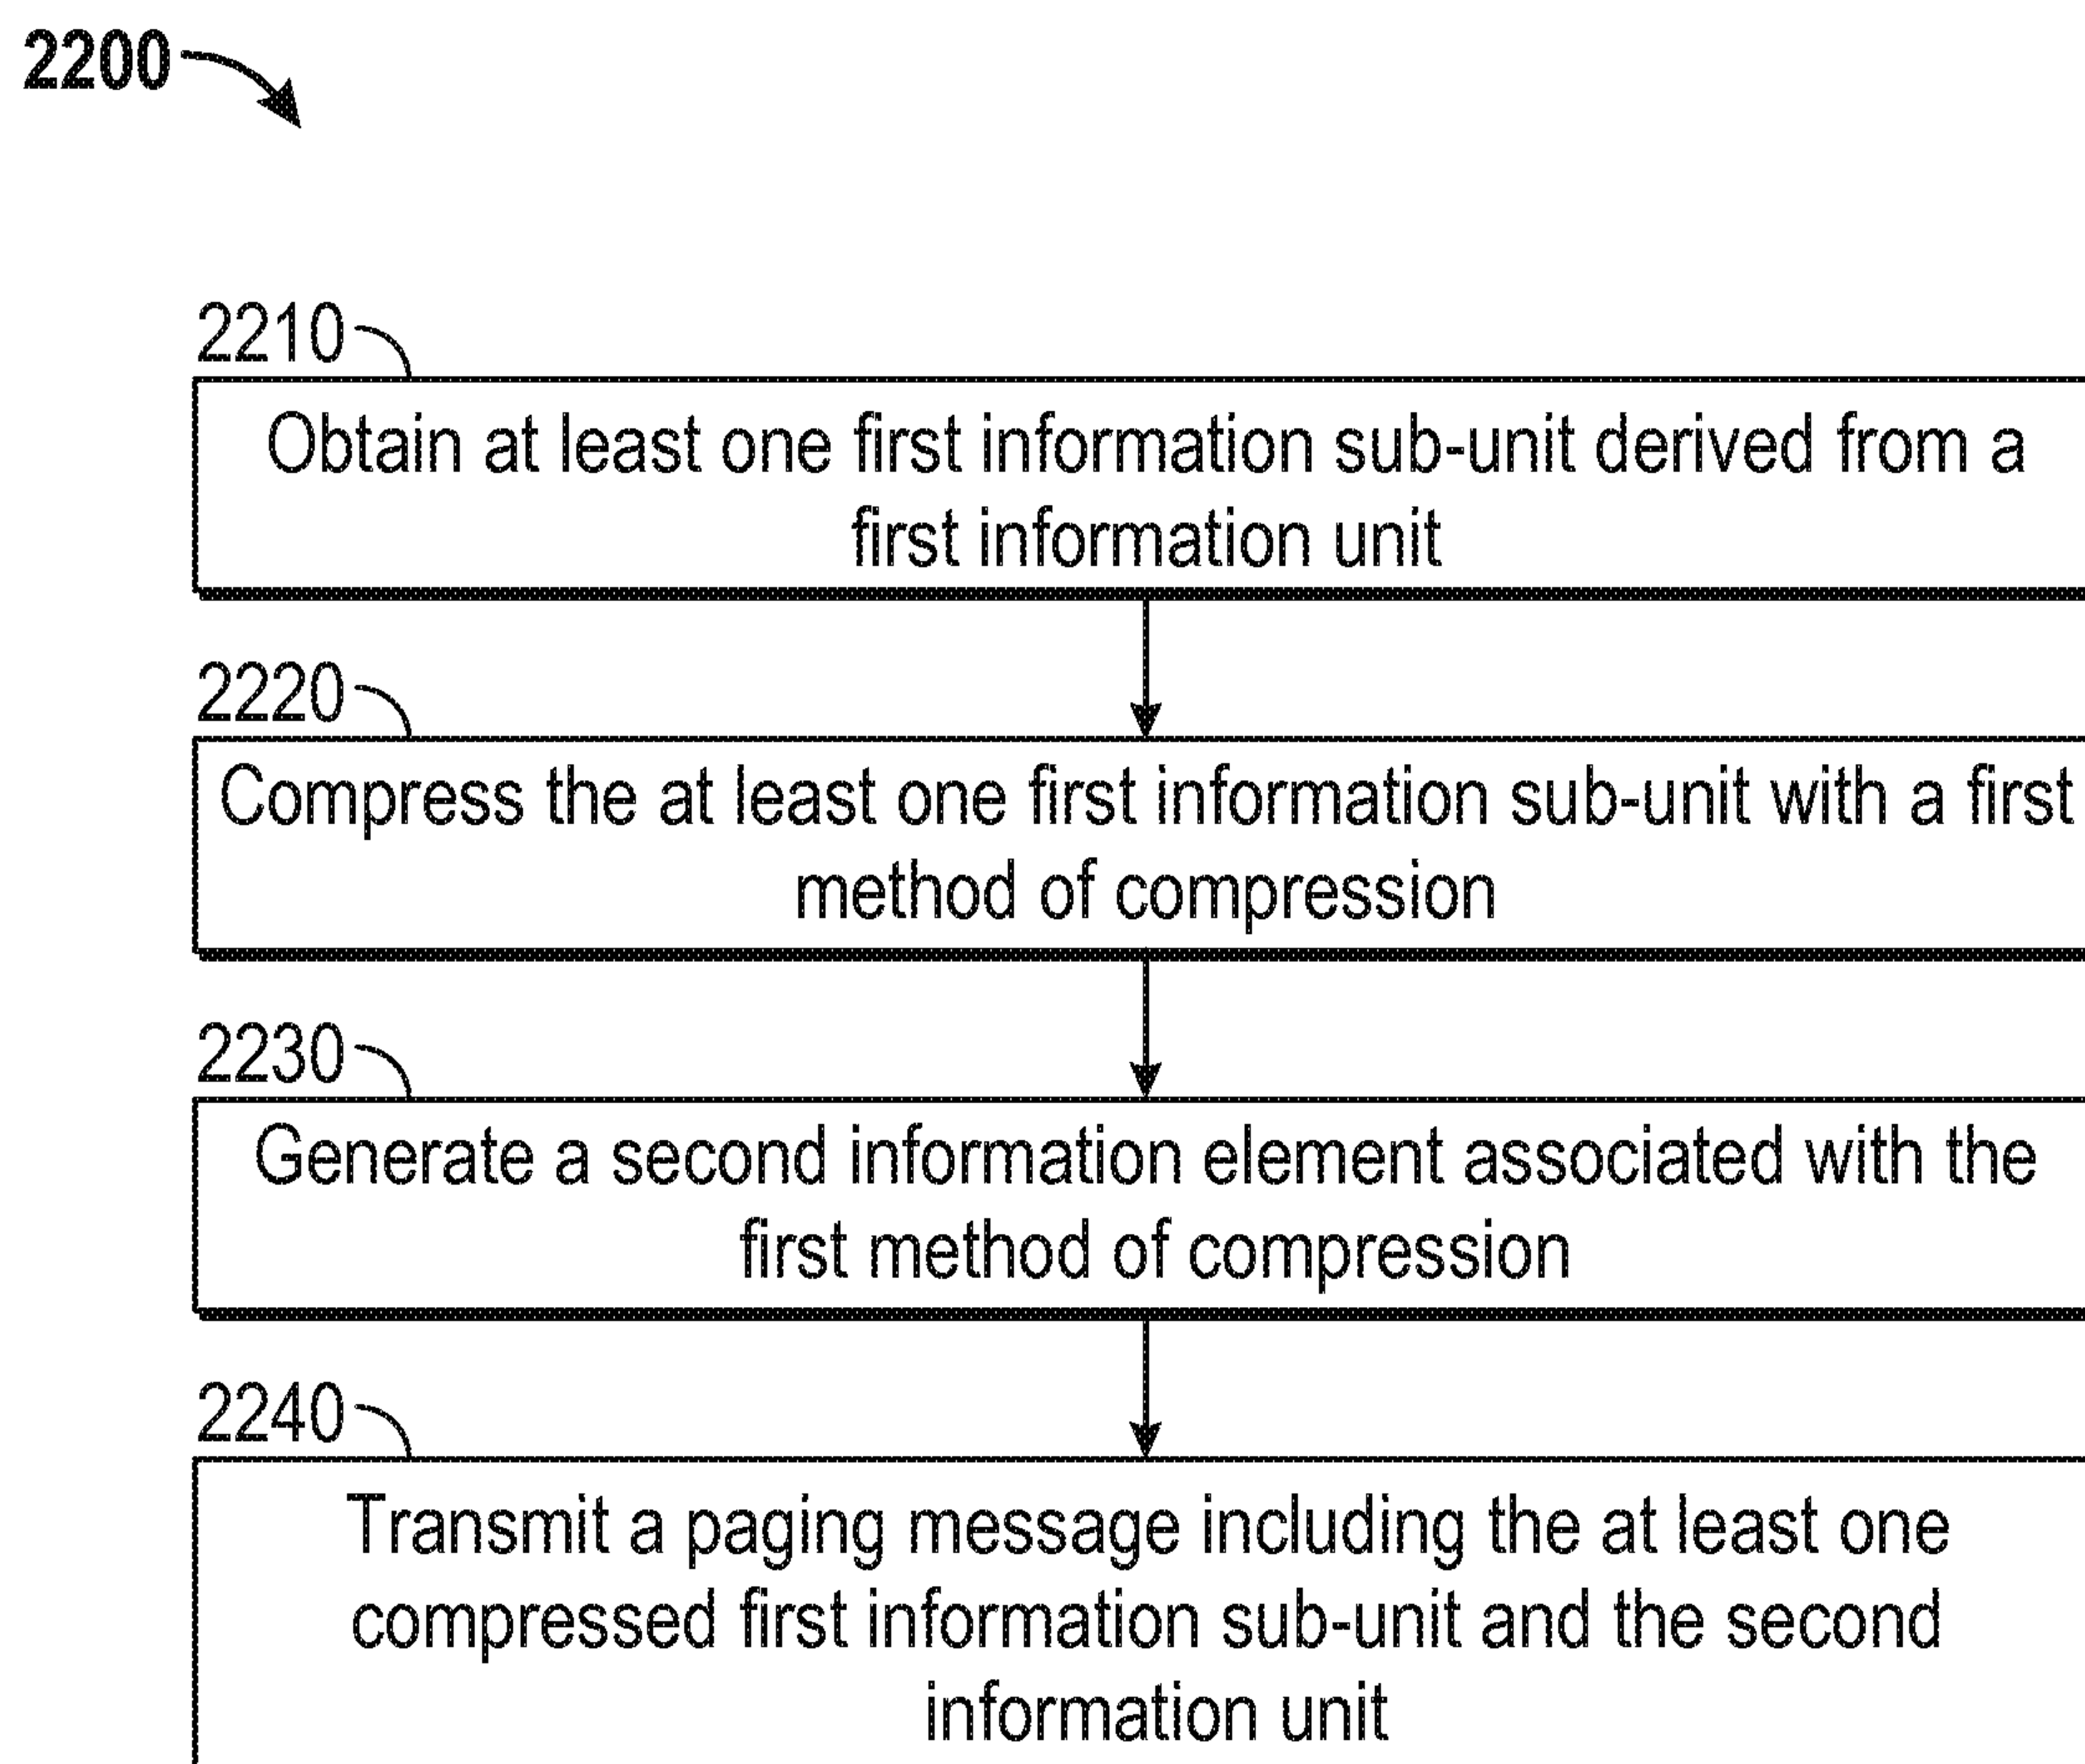 2200
2210
Obtain at least one first information sub-unit derived from a
first information unit
2220
Compress the at least one first information sub-unit with a first
method of compression
2230
Generate a second information element associated with the
first method of compression
2240
Transmit a paging message including the at least one
compressed first information sub-unit and the second
information unit